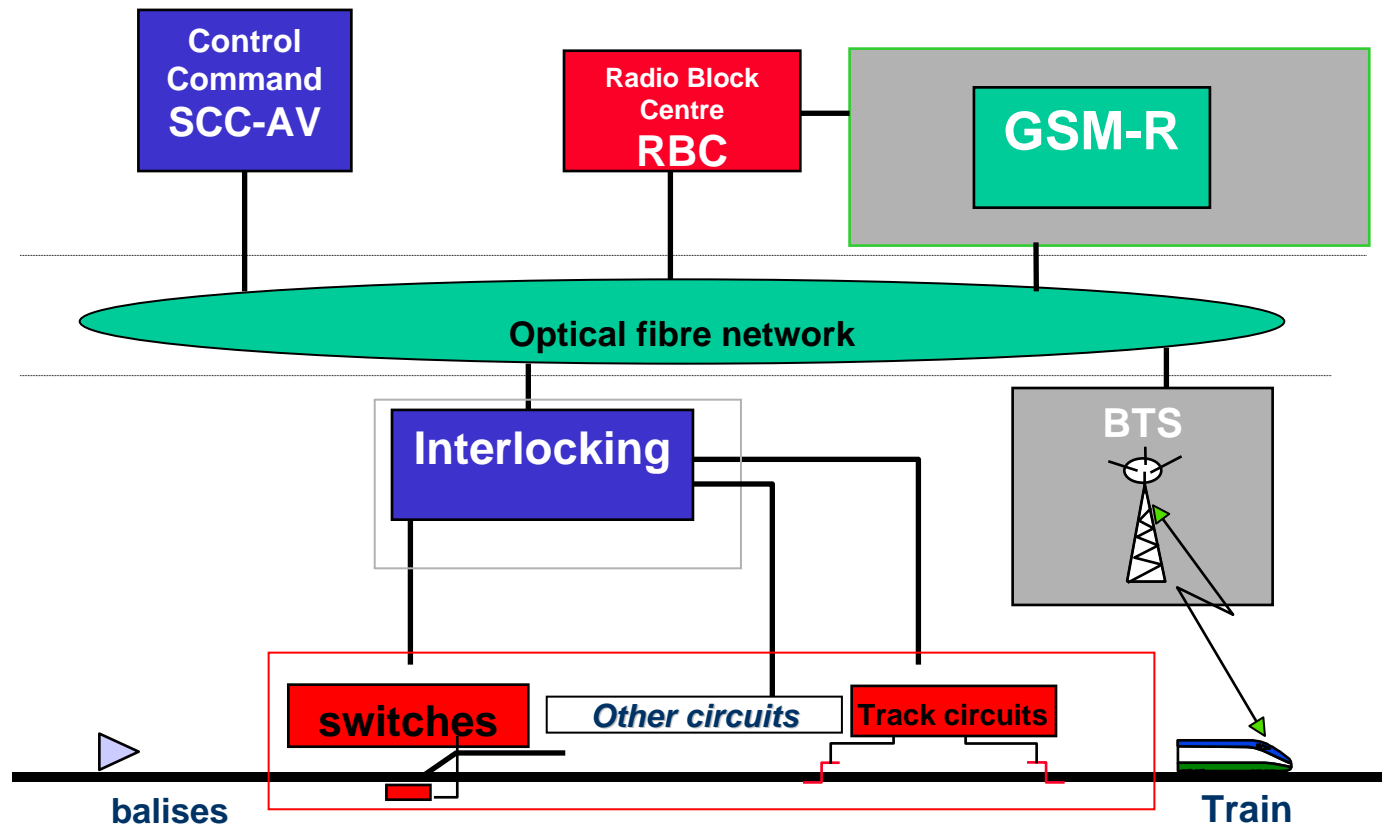 Control
Command
SCC-AV
Radio Block
Centre
RBC
GSM-R
Optical fibre network
Interlocking
BTS
switches
Other circuits
Track circuits
balises
Train